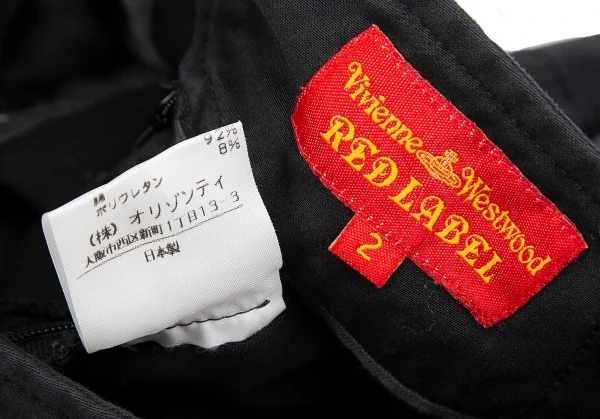 92%
8%
綿
ポリウレタン
(株) オリゾンティ
大阪市西区新町1丁目13-3
日本製
Vivienne Westwood
RED LABEL
2